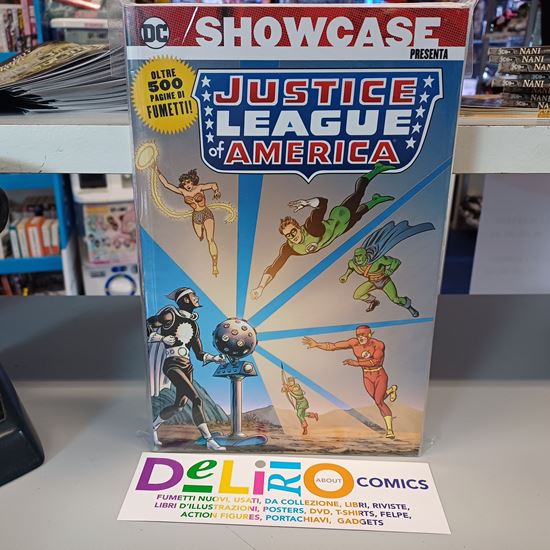 DC SHOWCASE
PRESENTA
OLTRE
500
PAGINE DI
FUMETTI!
JUSTICE
LEAGUE
of AMERICA
NANI
NANI
NANI
NANI
DeLiRiO ABOUT COMICS
FUMETTI NUOVI, USATI, DA COLLEZIONE, LIBRI, RIVISTE,
LIBRI D'ILLUSTRAZIONI, POSTERS, DVD, T-SHIRTS, FELPE,
ACTION-FIGURES, PORTACHIAVI, GADGETS